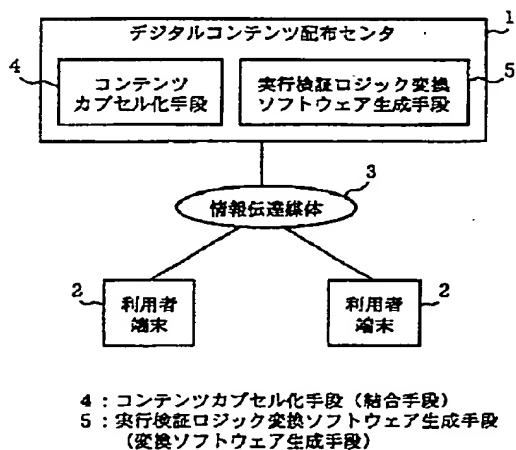 デジタルコンテンツ配布センタ
1
4
コンテンツ
カプセル化手段
実行検証ロジック変換
ソフトウェア生成手段
5
3
情報伝達媒体
2
利用者
端末
利用者
端末
2
4：コンテンツカプセル化手段（結合手段）
5：実行検証ロジック変換ソフトウェア生成手段
（変換ソフトウェア生成手段）